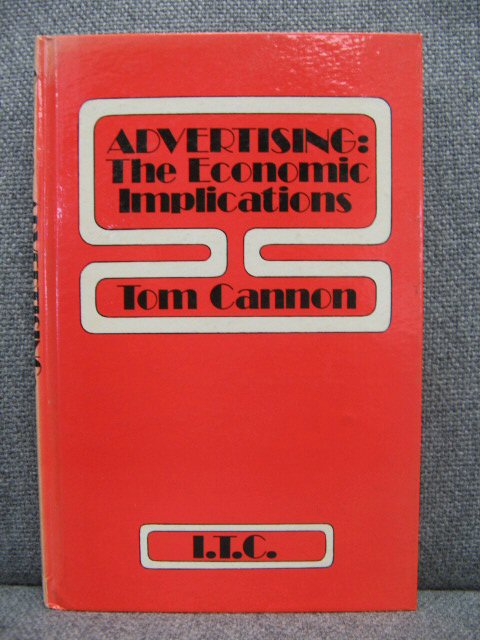 ADVERTISING:
The Economic
Implications
Tom Cannon
I.T.C.